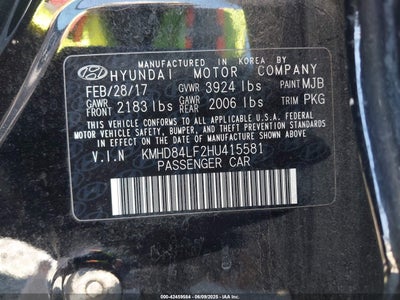 MANUFACTURED IN KOREA BY
HYUNDAI MOTOR COMPANY
FEB/28/17 GVWR 3924 lbs PAINT MJB
GAWR FRONT 2183 lbs GAWR REAR 2006 lbs TRIM PKG
THIS VEHICLE CONFORMS TO ALL APPLICABLE U.S FEDERAL
MOTOR VEHICLE SAFETY, BUMPER, AND THEFT PREVENTION
STANDARDS IN EFFECT ON THE DATE OF MANUFACTURE
SHOWN ABOVE.
V.I.N KMHD84LF2HU415581
PASSENGER CAR
000-42459584 - 06/09/2025 - IAA Inc.